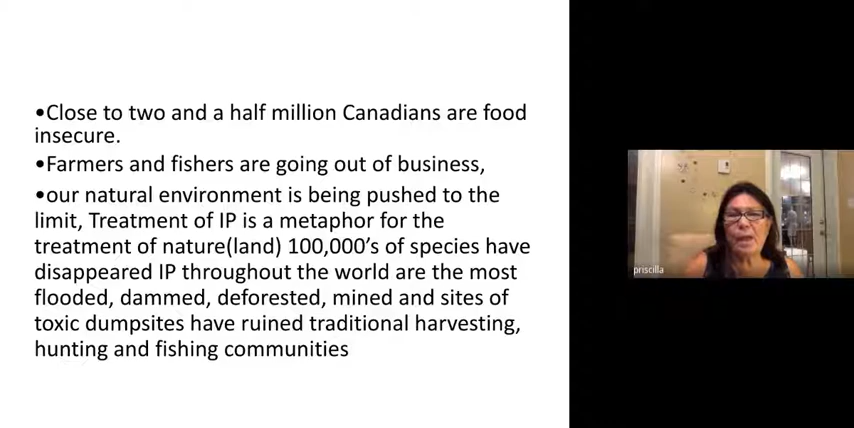 •Close to two and a half million Canadians are food
insecure.
•Farmers and fishers are going out of business,
•our natural environment is being pushed to the
limit, Treatment of IP is a metaphor for the
treatment of nature(land) 100,000’s of species have
disappeared IP throughout the world are the most
flooded, dammed, deforested, mined and sites of
toxic dumpsites have ruined traditional harvesting,
hunting and fishing communities
priscilla